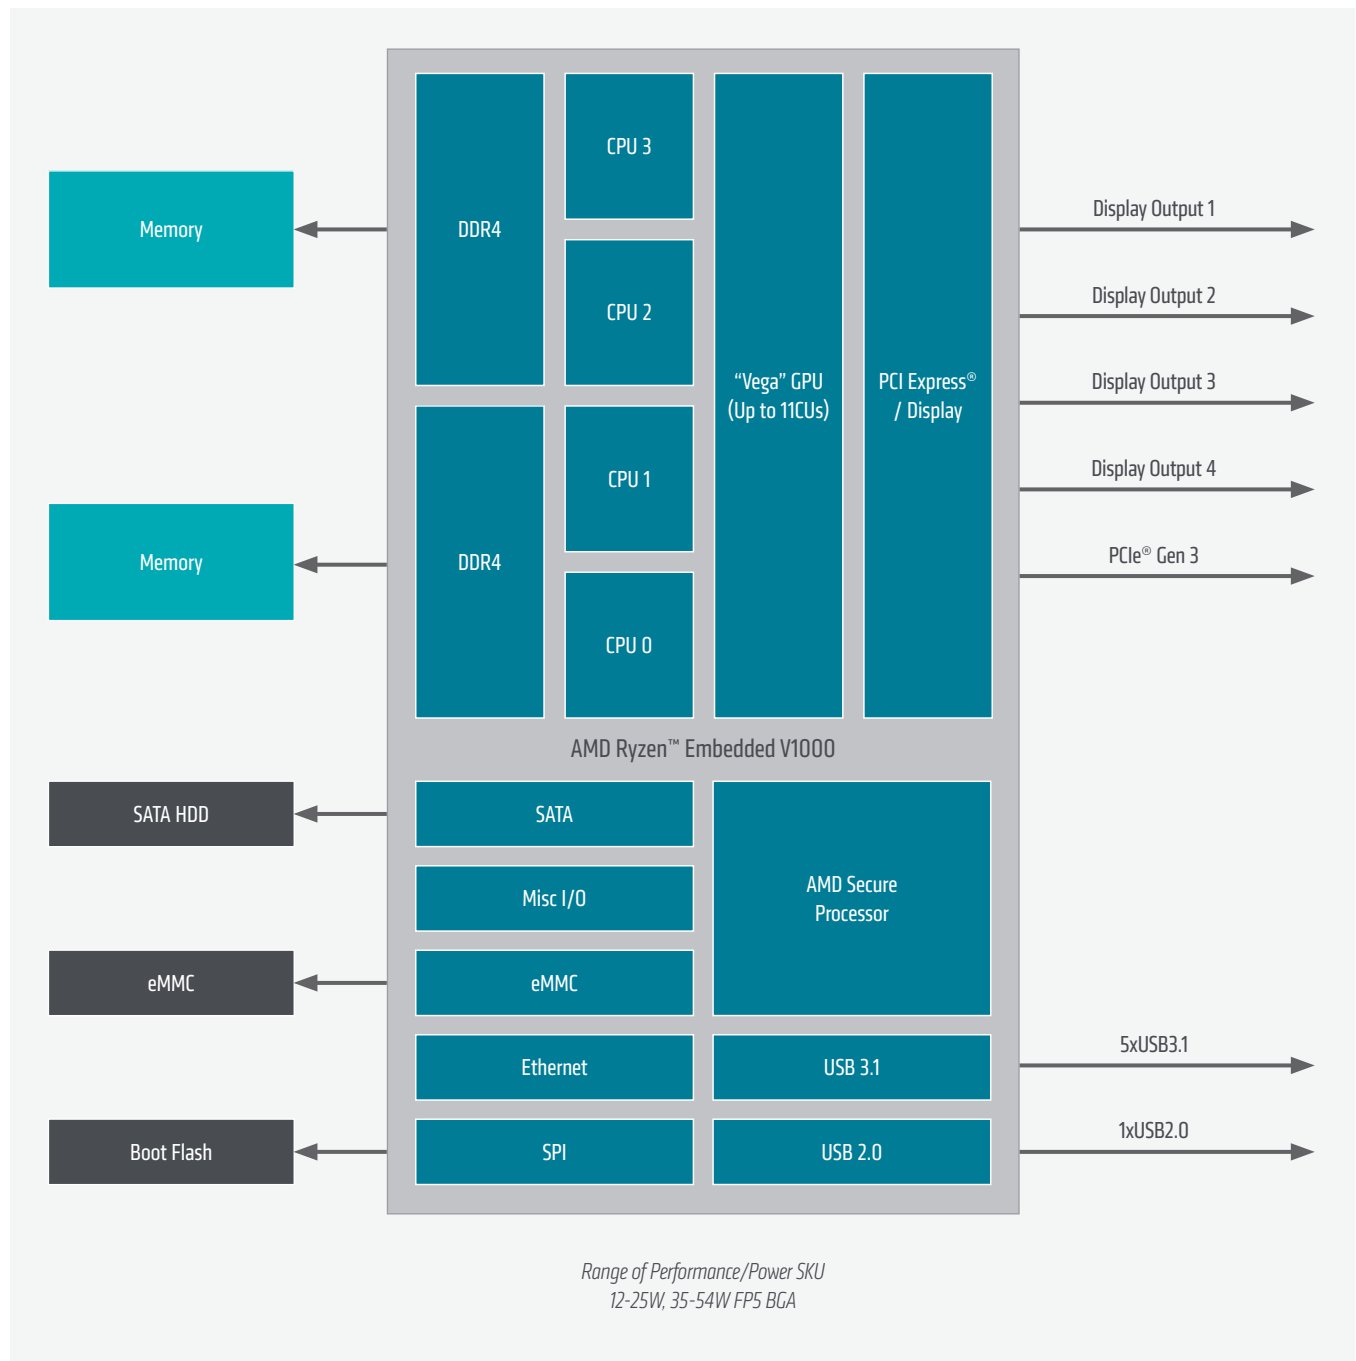 CPU 3
Memory
DDR4
Display Output 1
CPU 2
Display Output 2
“Vega” GPU
(Up to 11CUs)
PCI Express®
/ Display
Display Output 3
CPU 1
Display Output 4
Memory
DDR4
PCIe® Gen 3
CPU 0
AMD Ryzen™ Embedded V1000
SATA HDD
SATA
Misc I/O
AMD Secure
Processor
eMMC
eMMC
Ethernet
USB 3.1
5xUSB3.1
Boot Flash
SPI
USB 2.0
1xUSB2.0
Range of Performance/Power SKU
12-25W, 35-54W FP5 BGA